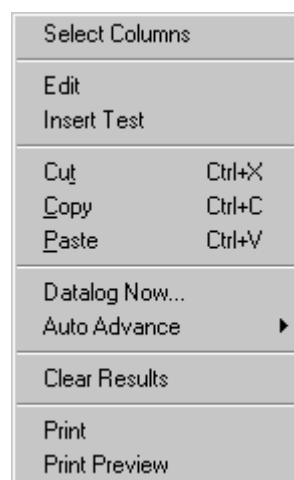 Select Columns
Edit
Insert Test
Cut Ctrl+X
Copy Ctrl+C
Paste Ctrl+V
Datalog Now...
Auto Advance
Clear Results
Print
Print Preview